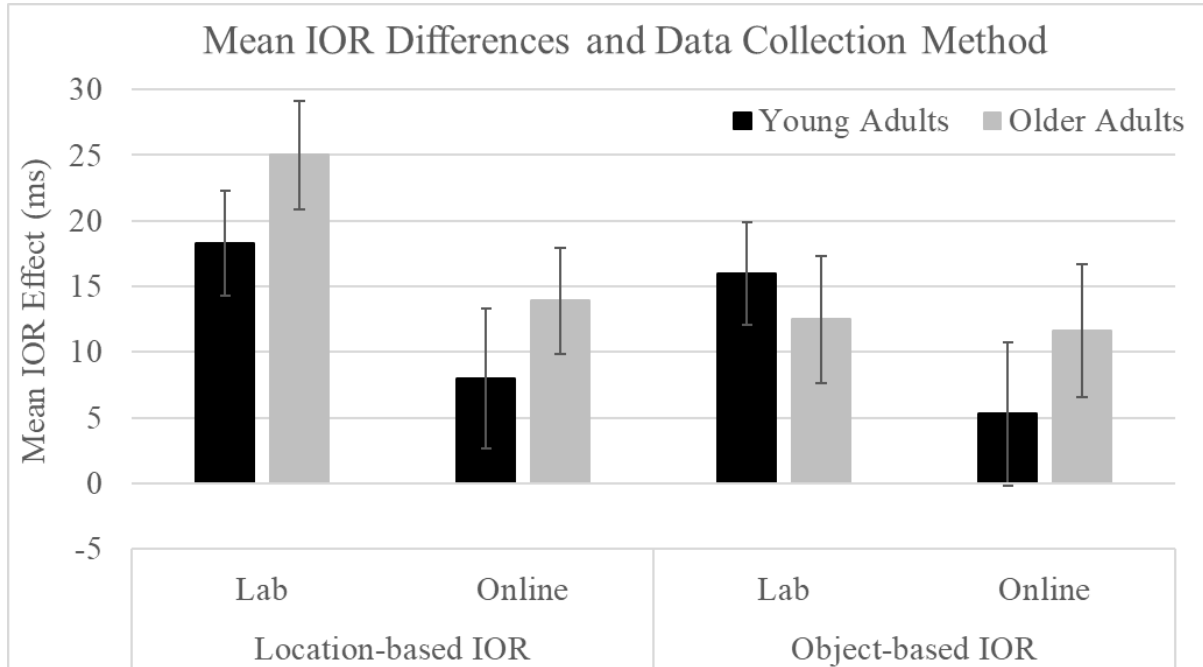 Mean IOR Differences and Data Collection Method
Young Adults Older Adults
Mean IOR Effect (ms)
30
25
20
15
10
5
0
-5
Lab Online Lab Online
Location-based IOR Object-based IOR